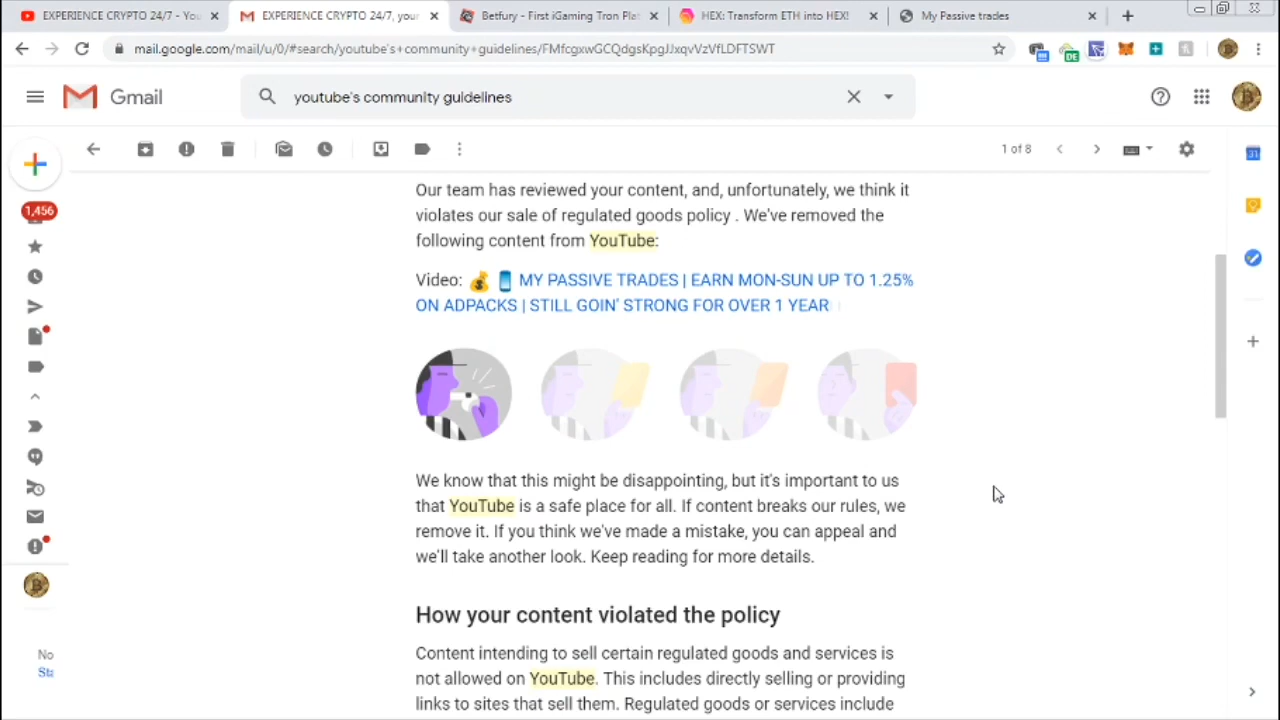 EXPERIENCE CRYPTO 24/7 - You
EXPERIENCE CRYPTO 24/7, your
Betfury - First iGaming Tron Plat
HEX: Transform ETH into HEX!
My Passive trades
mail.google.com/mail/u/0/#search/youtube's+community+guidelines/FMfcgxwGCQdgsKpgJJxqvVzVfLDFTSWT
DE
Gmail
youtube's community guidelines
1 of 8
31
1,456
Our team has reviewed your content, and, unfortunately, we think it
violates our sale of regulated goods policy . We've removed the
following content from YouTube:
Video: 💰 📱 MY PASSIVE TRADES | EARN MON-SUN UP TO 1.25%
ON ADPACKS | STILL GOIN' STRONG FOR OVER 1 YEAR
We know that this might be disappointing, but it's important to us
that YouTube is a safe place for all. If content breaks our rules, we
remove it. If you think we've made a mistake, you can appeal and
we'll take another look. Keep reading for more details.
How your content violated the policy
Content intending to sell certain regulated goods and services is
not allowed on YouTube. This includes directly selling or providing
links to sites that sell them. Regulated goods or services include
No